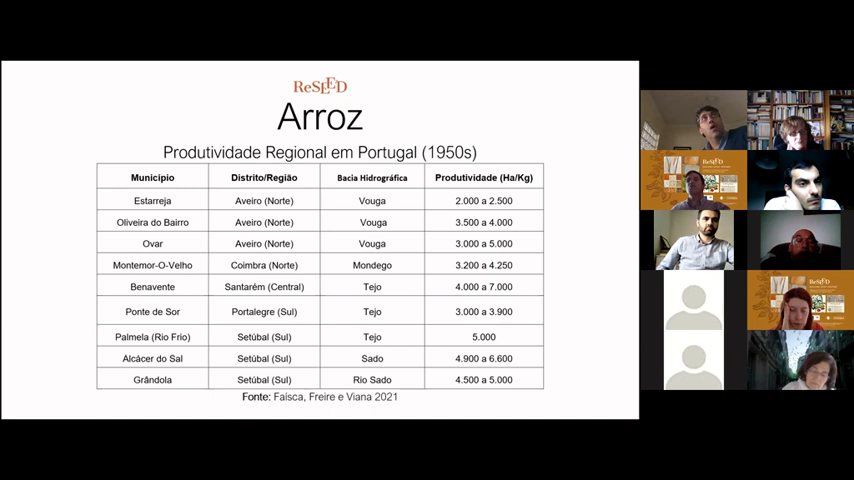 ReSEED
Arroz
Produtividade Regional em Portugal (1950s)
Município Distrito/Região Bacia Hidrográfica Produtividade (Ha/Kg)
Estarreja Aveiro (Norte) Vouga 2.000 a 2.500
Oliveira do Bairro Aveiro (Norte) Vouga 3.500 a 4.000
Ovar Aveiro (Norte) Vouga 3.000 a 5.000
Montemor-O-Velho Coimbra (Norte) Mondego 3.200 a 4.250
Benavente Santarém (Central) Tejo 4.000 a 7.000
Ponte de Sor Portalegre (Sul) Tejo 3.000 a 3.900
Palmela (Rio Frio) Setúbal (Sul) Tejo 5.000
Alcácer do Sal Setúbal (Sul) Sado 4.900 a 6.600
Grândola Setúbal (Sul) Rio Sado 4.500 a 5.000
Fonte: Faísca, Freire e Viana 2021
ReSEED
ReSEED